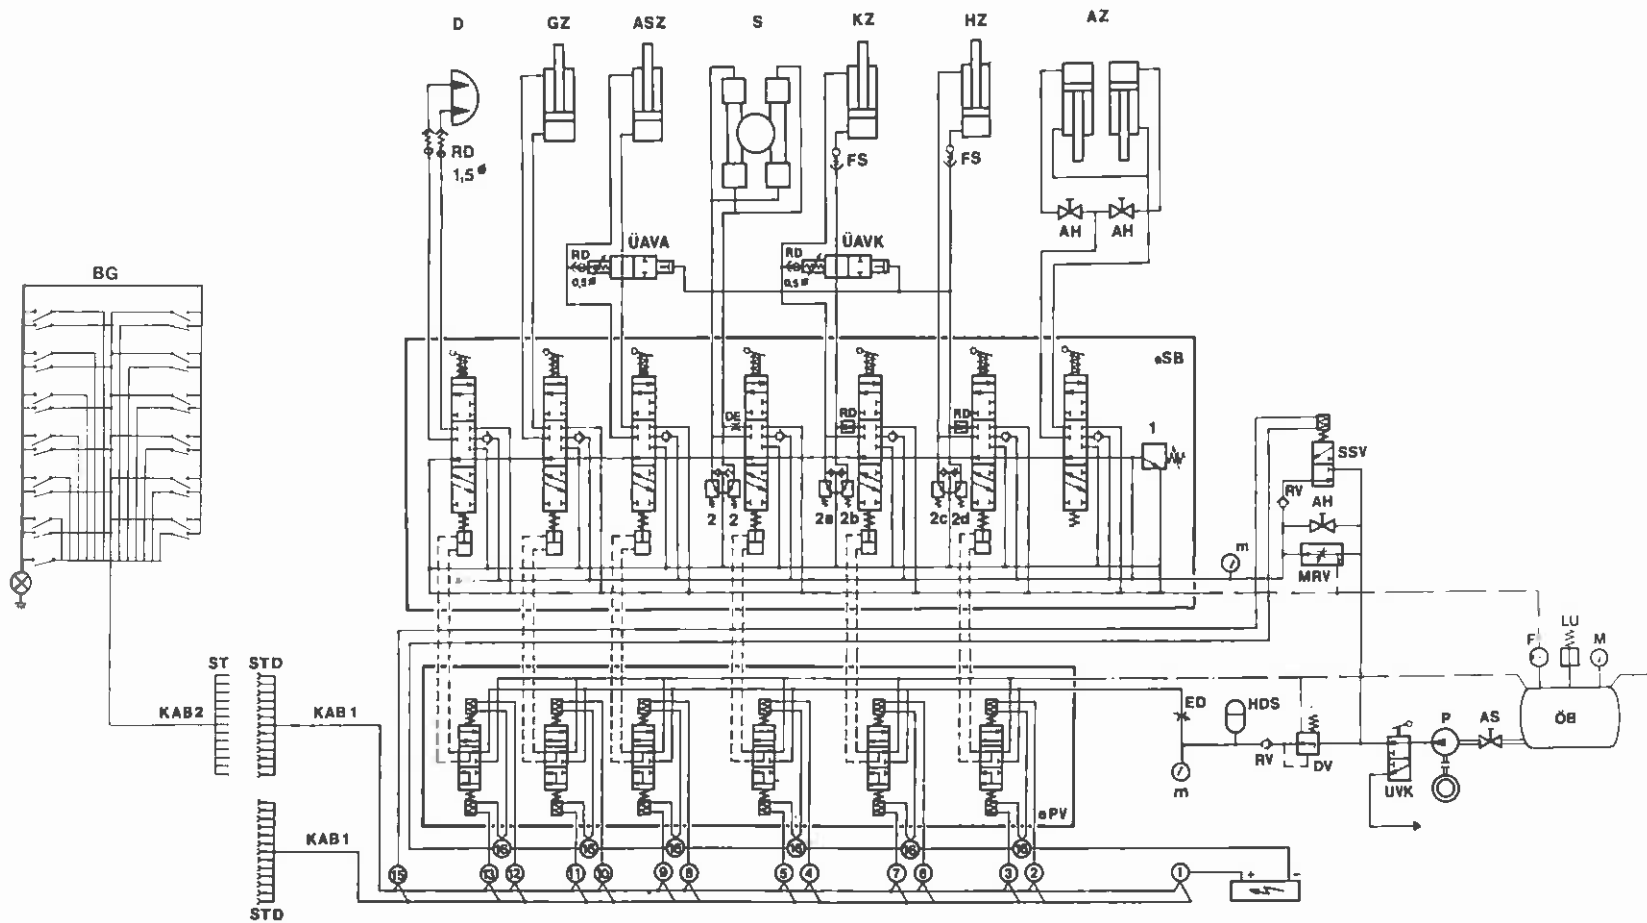 D GZ ASZ S KZ HZ AZ
RD
1,5 ø
FS FS
AH AH
ÜAVA ÜAVK
RD RD
0,5 ø 0,5 ø
BG
eSB
DE RD RD
1
SSV
RV AH
2 2 2a 2b 2c 2d
m
MRV
F LU M
ST STD
KAB2 KAB1
ED HDS
P AS ÖB
RV DV
m
UVK
ePV
KAB1
16 16 16 16 16 16
15 13 12 11 10 9 8 5 4 7 6 3 2 1
+ -
STD